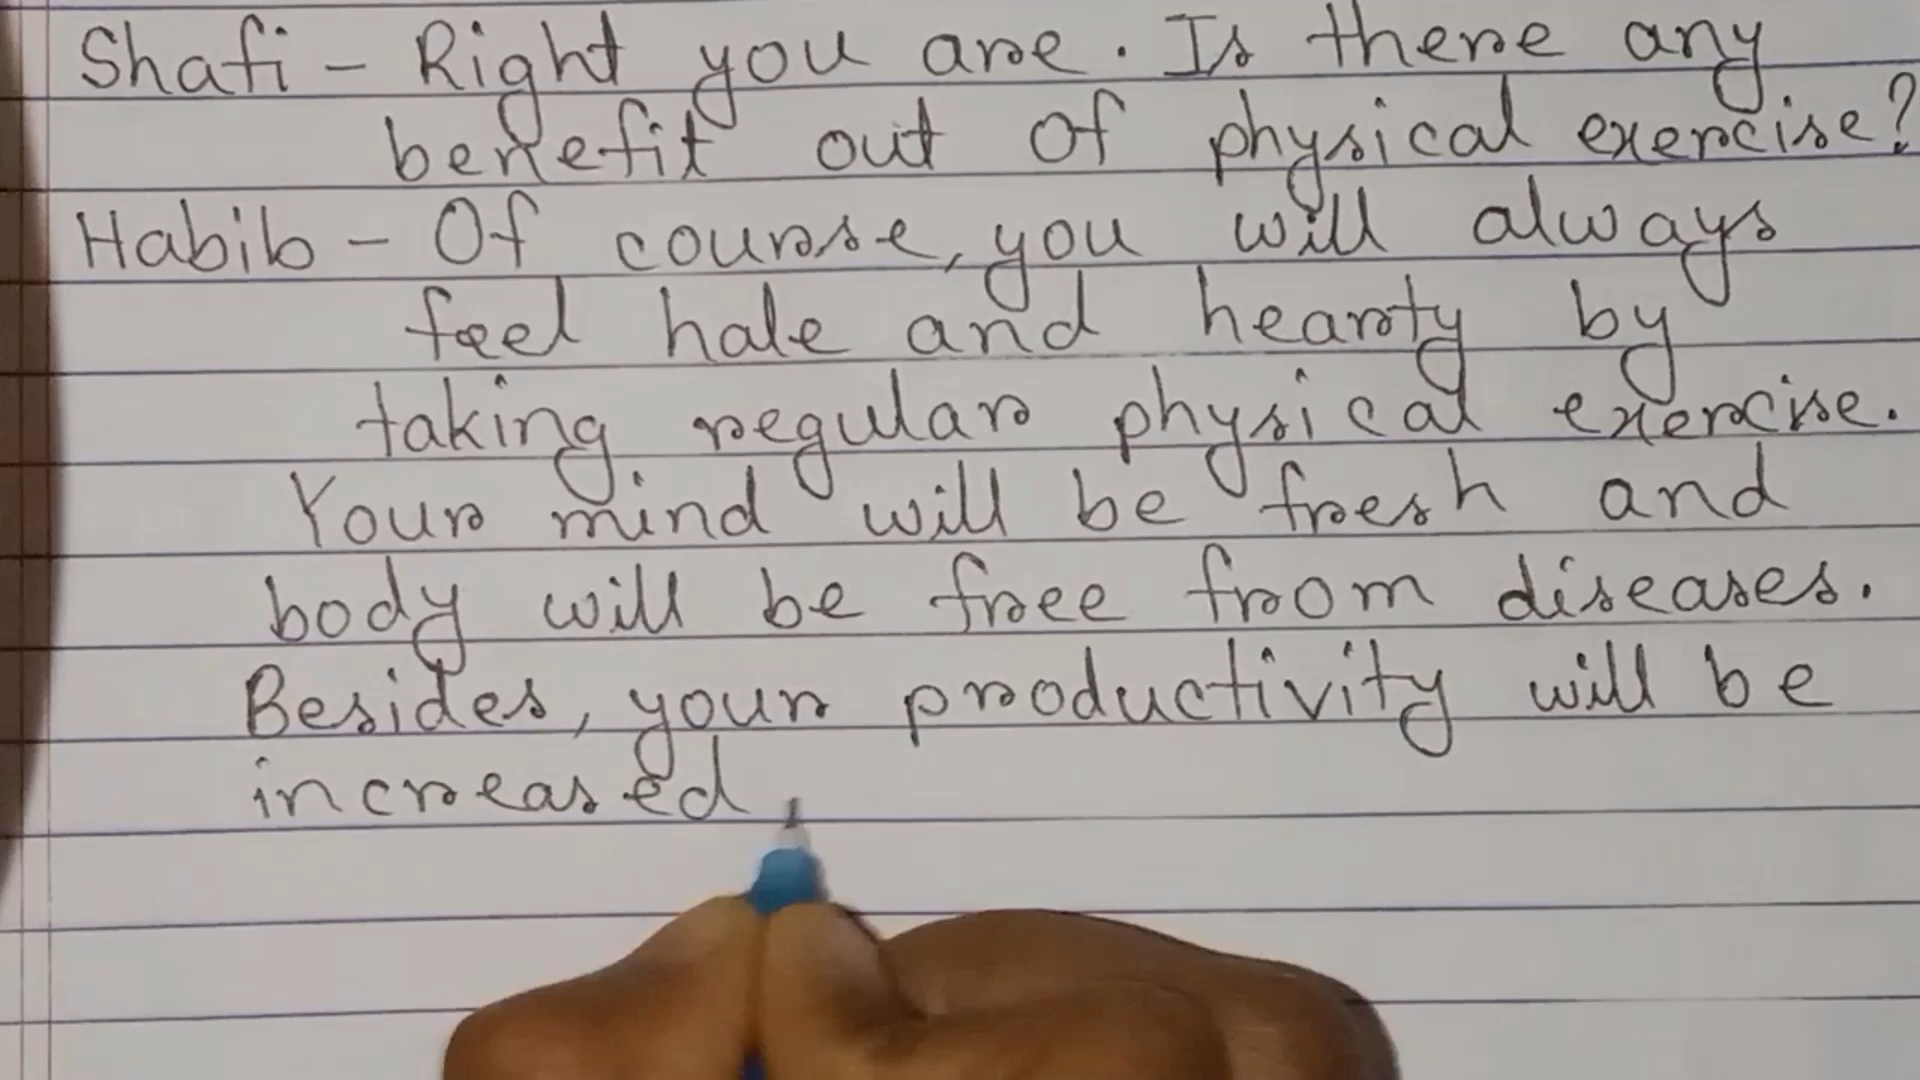 Shafi - Right you are. Is there any
benefit out of physical exercise?
Habib - Of course, you will always
feel hale and hearty by
taking regular physical exercise.
Your mind will be fresh and
body will be free from diseases.
Besides, your productivity will be
increased.